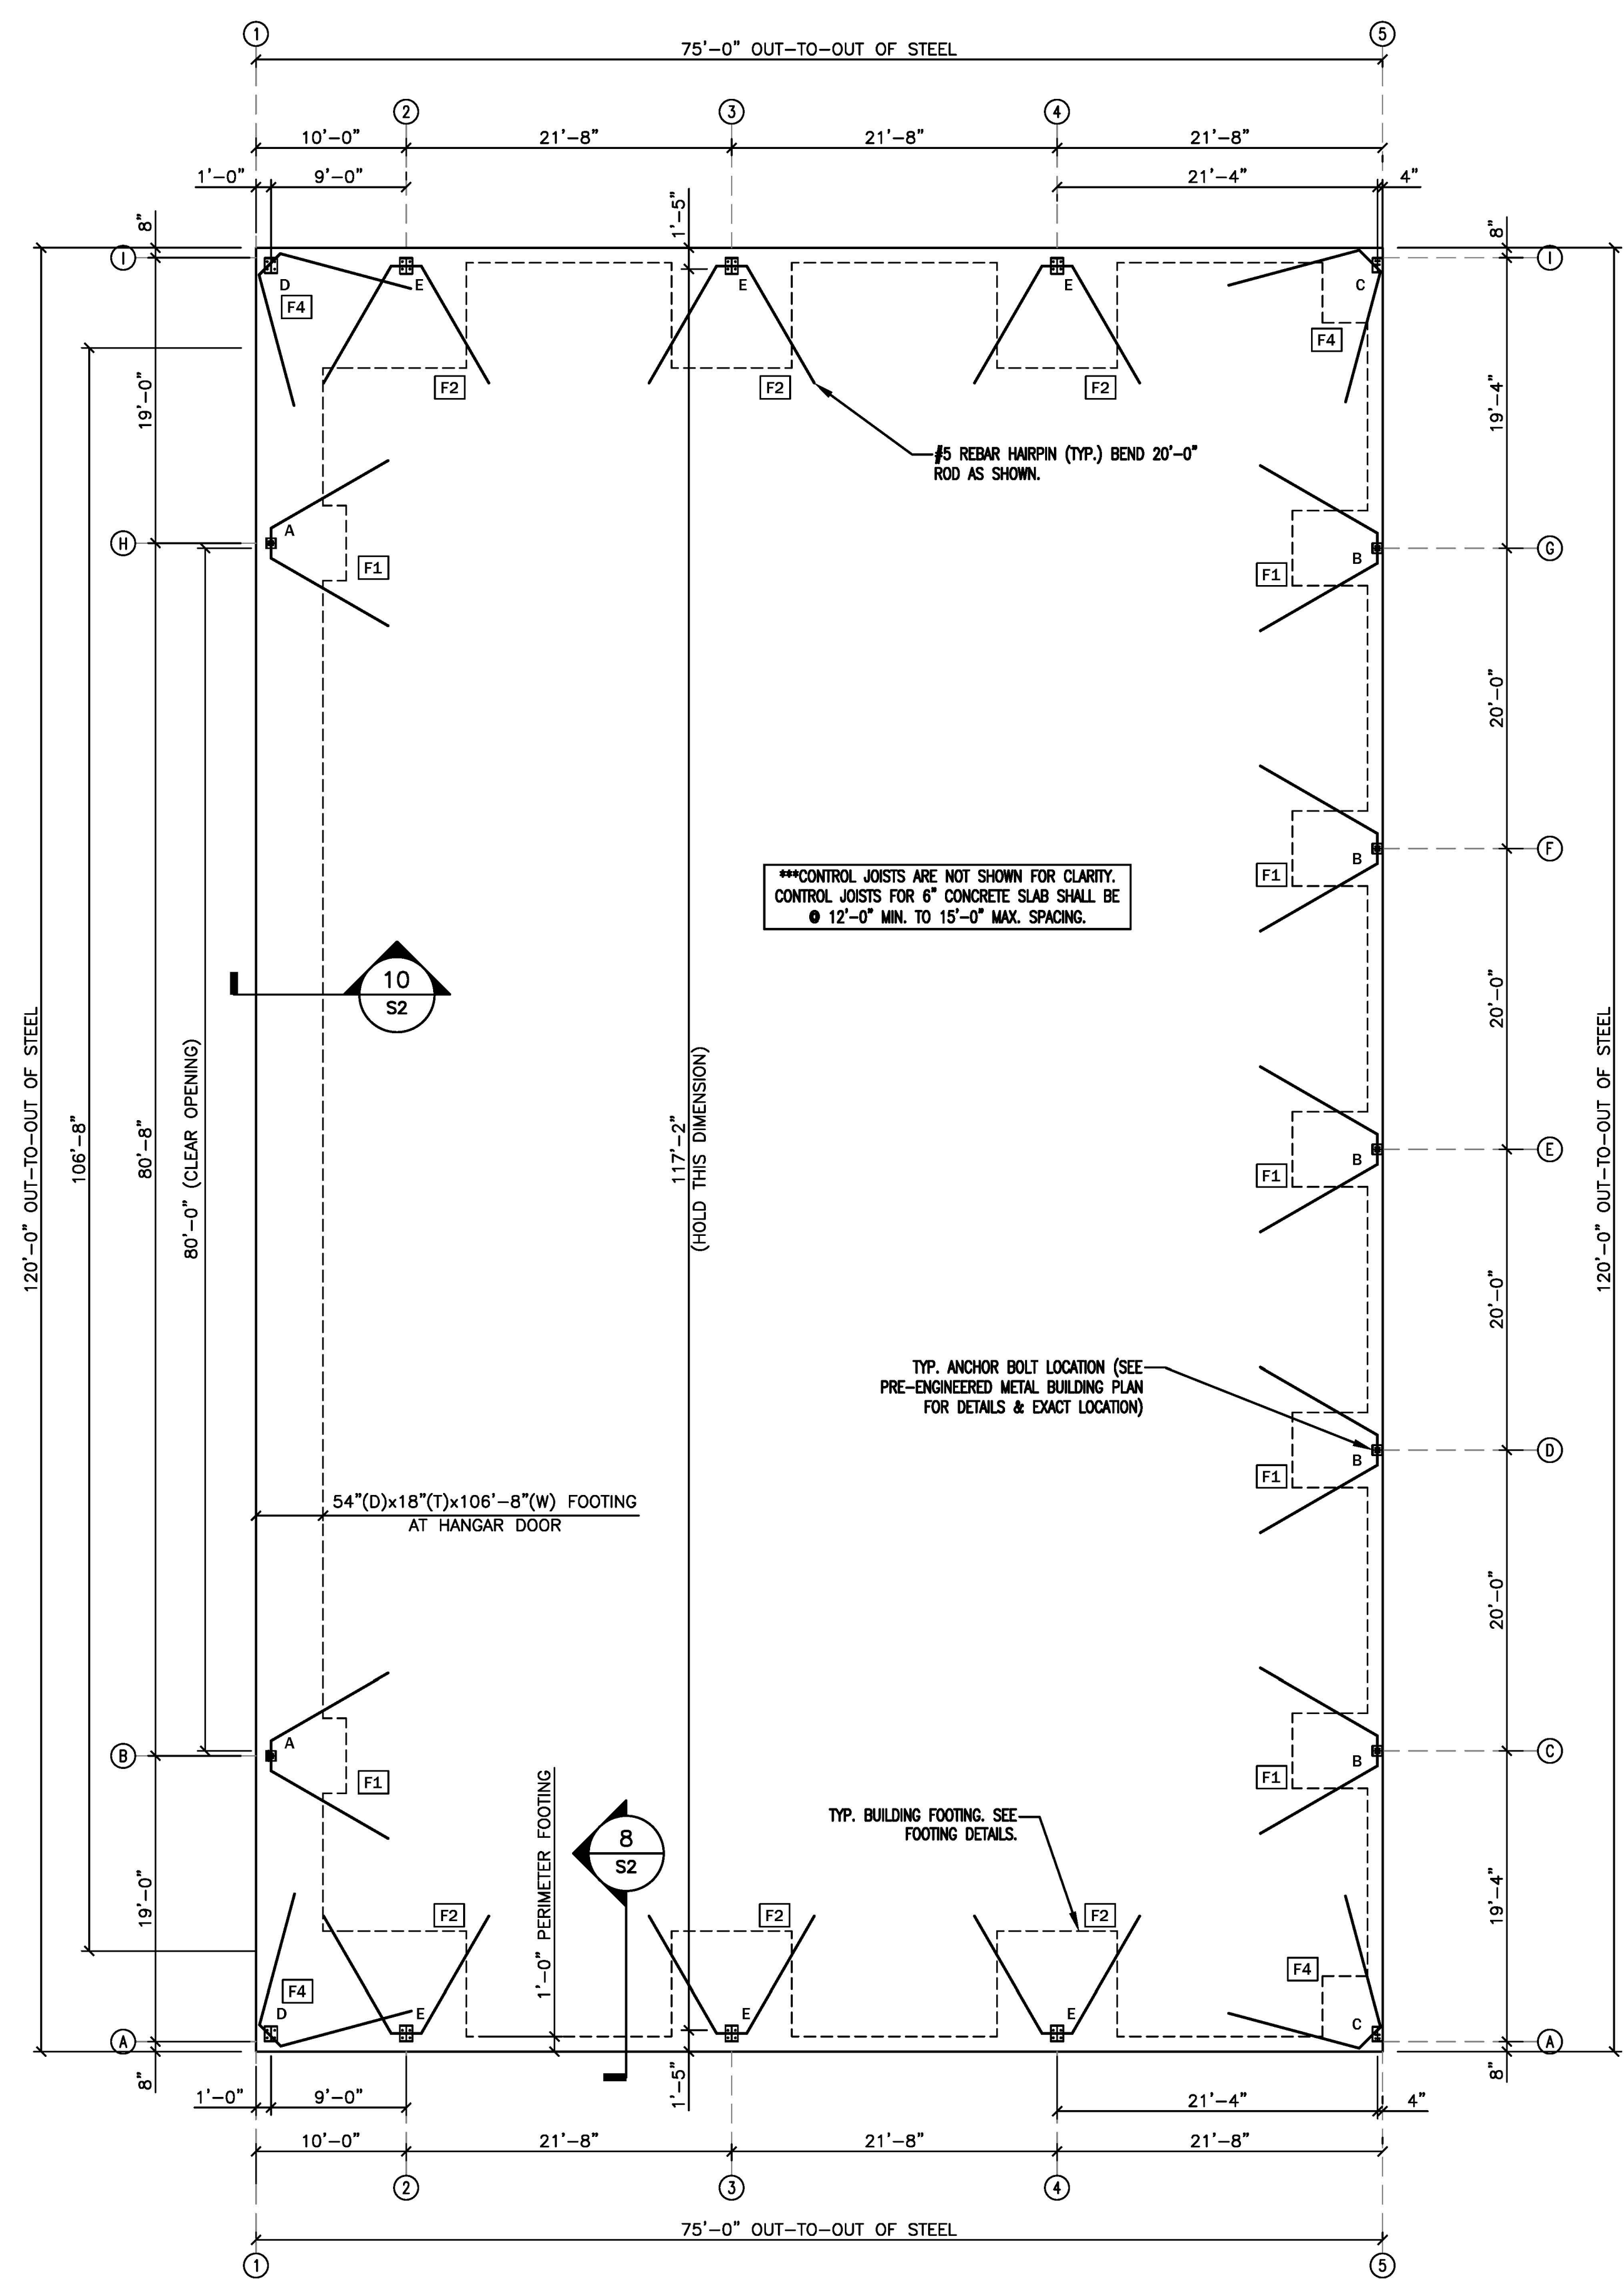 1
5
75'-0" OUT-TO-OUT OF STEEL
2
3
4
10'-0"
21'-8"
21'-8"
21'-8"
1'-0"
9'-0"
21'-4"
4"
8"
1'-5"
8"
I
I
D
E
E
E
C
F4
F4
F2
F2
F2
19'-0"
19'-4"
#5 REBAR HAIRPIN (TYP.) BEND 20'-0"
ROD AS SHOWN.
H
A
F1
B
F1
G
20'-0"
***CONTROL JOISTS ARE NOT SHOWN FOR CLARITY.
CONTROL JOISTS FOR 6" CONCRETE SLAB SHALL BE
@ 12'-0" MIN. TO 15'-0" MAX. SPACING.
B
F1
F
10
S2
20'-0"
120'-0" OUT-TO-OUT OF STEEL
106'-8"
80'-8"
80'-0" (CLEAR OPENING)
117'-2"
(HOLD THIS DIMENSION)
B
F1
E
120'-0" OUT-TO-OUT OF STEEL
20'-0"
TYP. ANCHOR BOLT LOCATION (SEE
PRE-ENGINEERED METAL BUILDING PLAN
FOR DETAILS & EXACT LOCATION)
B
F1
D
54"(D)x18"(T)x106'-8"(W) FOOTING
AT HANGAR DOOR
20'-0"
B
A
F1
B
F1
C
1'-0" PERIMETER FOOTING
8
S2
TYP. BUILDING FOOTING. SEE
FOOTING DETAILS.
19'-0"
19'-4"
F2
F2
F2
F4
F4
D
E
E
E
C
A
A
8"
1'-5"
8"
1'-0"
9'-0"
21'-4"
4"
10'-0"
21'-8"
21'-8"
21'-8"
2
3
4
75'-0" OUT-TO-OUT OF STEEL
1
5